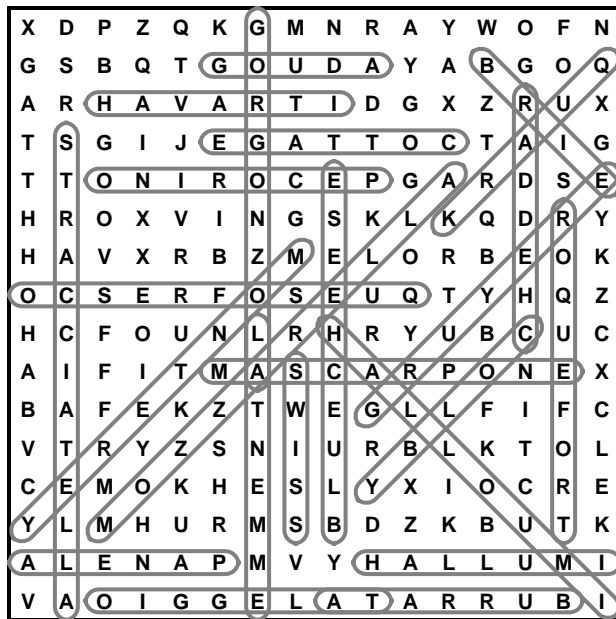 X D P Z Q K G M N R A Y W O F N
G S B Q T G O U D A Y A B G O Q
A R H A V A R T I D G X Z R U X
T S G I J E G A T T O C T A I G
T T O N I R O C E P G A R D S E
H R O X V I N G S K L K Q D R Y
H A V X R B Z M E L O R B E O K
O C S E R F O S E U Q T Y H Q Z
H C F O U N L R H R Y U B C U C
A I F I T M A S C A R P O N E X
B A F E K Z T W E G L L F I F C
V T R Y Z S N I U R B L K T O L
C E M O K H E S L Y X I O C R E
Y L M H U R M S B D Z K B U T K
A L E N A P M V Y H A L L U M I
V A O I G G E L A T A R R U B I